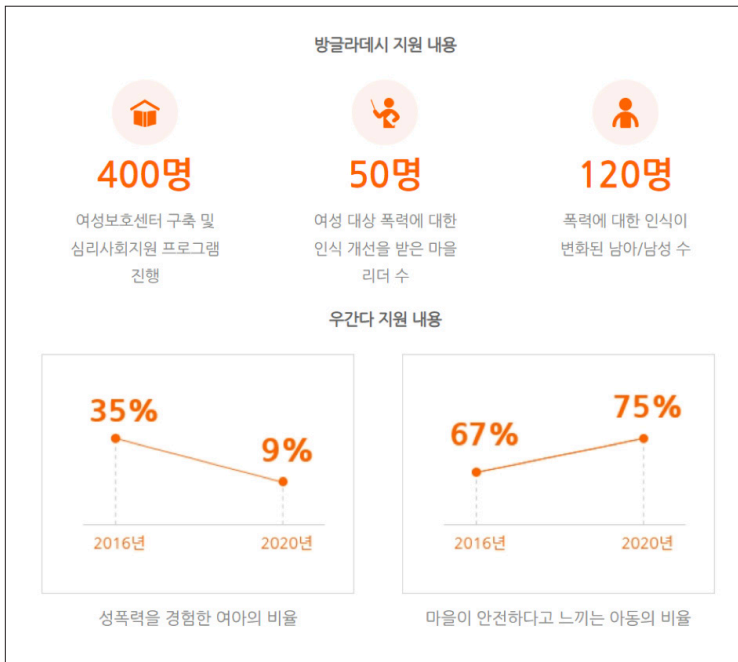 방글라데시 지원 내용
400명
50명
120명
여성보호센터 구축 및
심리사회지원 프로그램
진행
여성 대상 폭력에 대한
인식 개선을 받은 마을
리더 수
폭력에 대한 인식이
변화된 남아/남성 수
우간다 지원 내용
35%
9%
2016년
2020년
성폭력을 경험한 여아의 비율
67%
75%
2016년
2020년
마을이 안전하다고 느끼는 아동의 비율